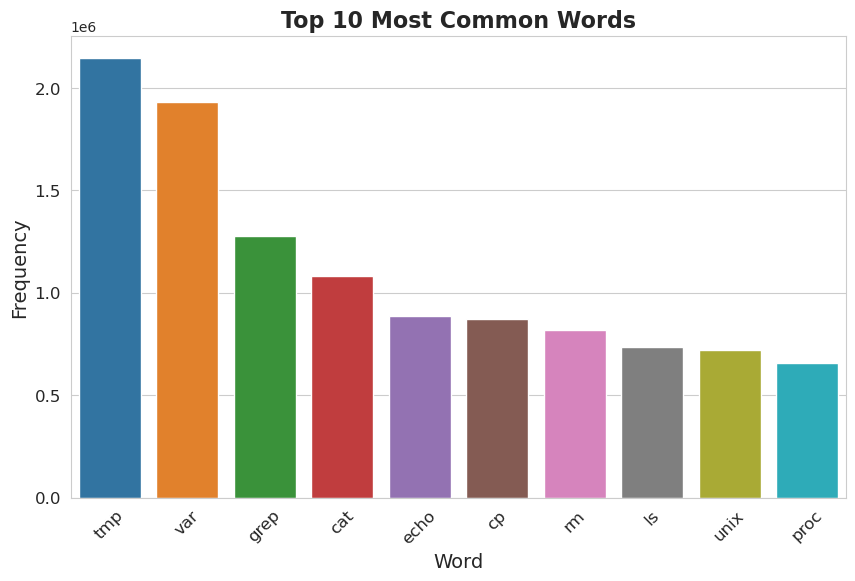 Top 10 Most Common Words
1e6
2.0
1.5
1.0
0.5
0.0
Frequency
tmp
var
grep
cat
echo
cp
rm
ls
unix
proc
Word